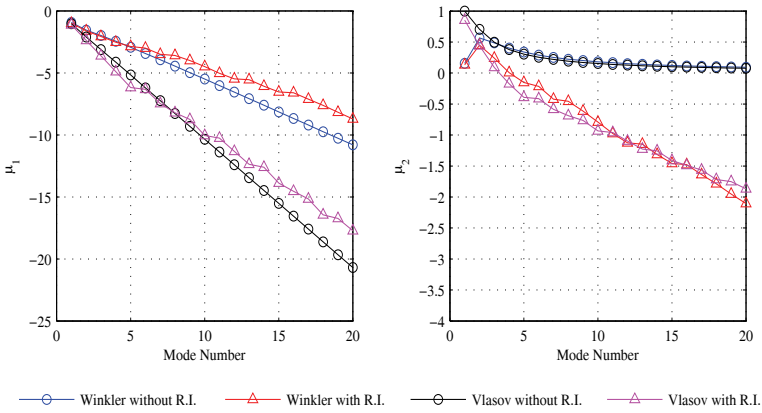 0
−5
−10
−15
−20
−25
μ1
0 5 10 15 20
Mode Number
1
0.5
0
−0.5
−1
−1.5
−2
−2.5
−3
−3.5
−4
μ2
0 5 10 15 20
Mode Number
2
Winkler without R.I. Winkler with R.I. Vlasov without R.I. Vlasov with R.I.